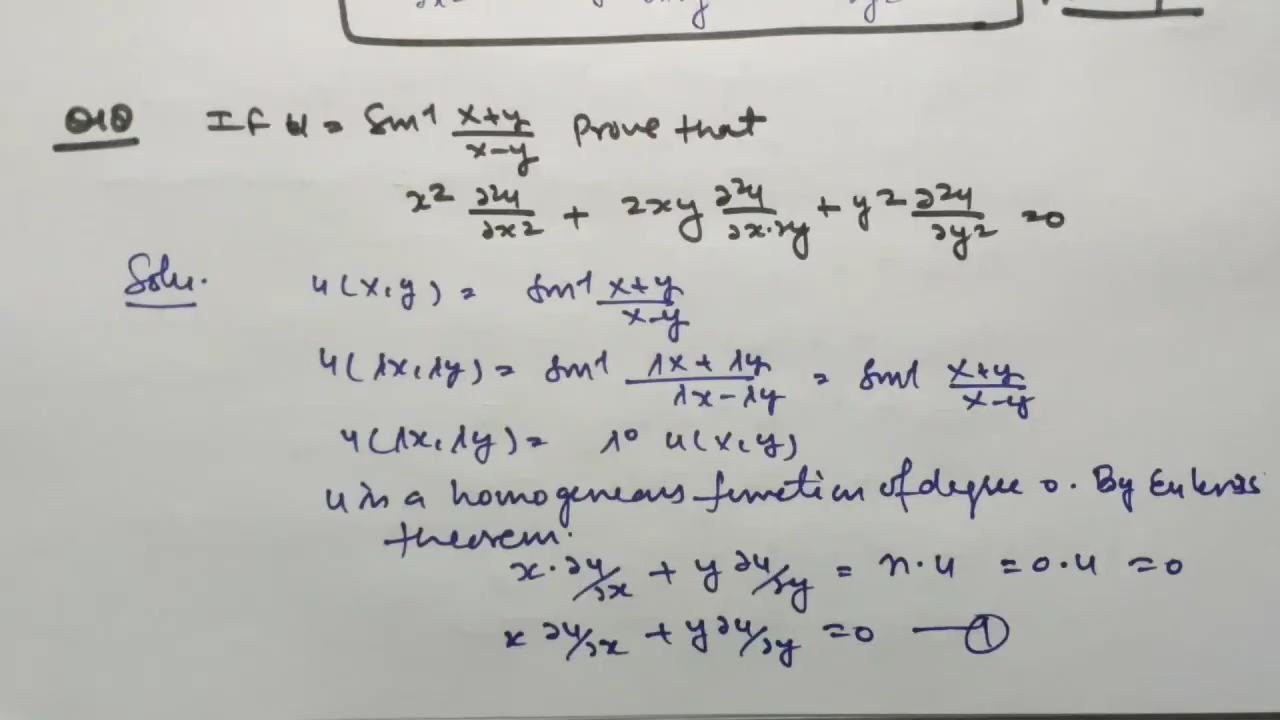 Q10 If u = Sin⁻¹ x+y/x-y Prove that
x² ∂²u/∂x² + 2xy ∂²u/∂x·∂y + y² ∂²u/∂y² =0
Solu. u(x,y) = Sin⁻¹ x+y/x-y
u(λx,λy) = Sin⁻¹ λx+λy/λx-λy = Sin⁻¹ x+y/x-y
u(λx,λy) = λ⁰ u(x,y)
u is a homogeneous function of degree 0. By Eulers
theorem.
x·∂u/∂x + y ∂u/∂y = n·u = 0·u = 0
x ∂u/∂x + y ∂u/∂y = 0 — ①